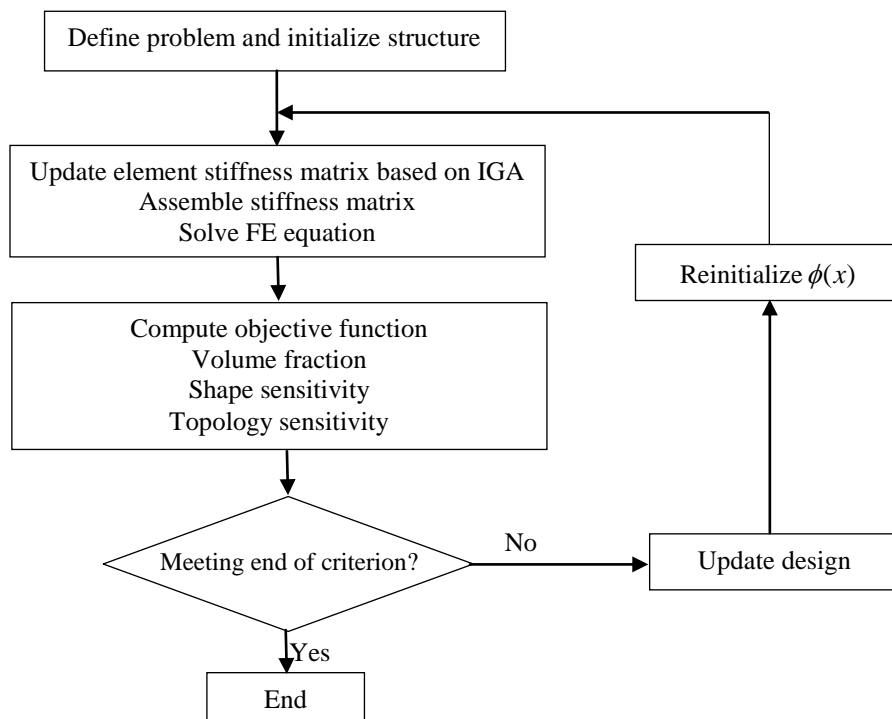 Define problem and initialize structure
Update element stiffness matrix based on IGA
Assemble stiffness matrix
Solve FE equation
Reinitialize ϕ(x)
Compute objective function
Volume fraction
Shape sensitivity
Topology sensitivity
Meeting end of criterion?
No
Update design
Yes
End